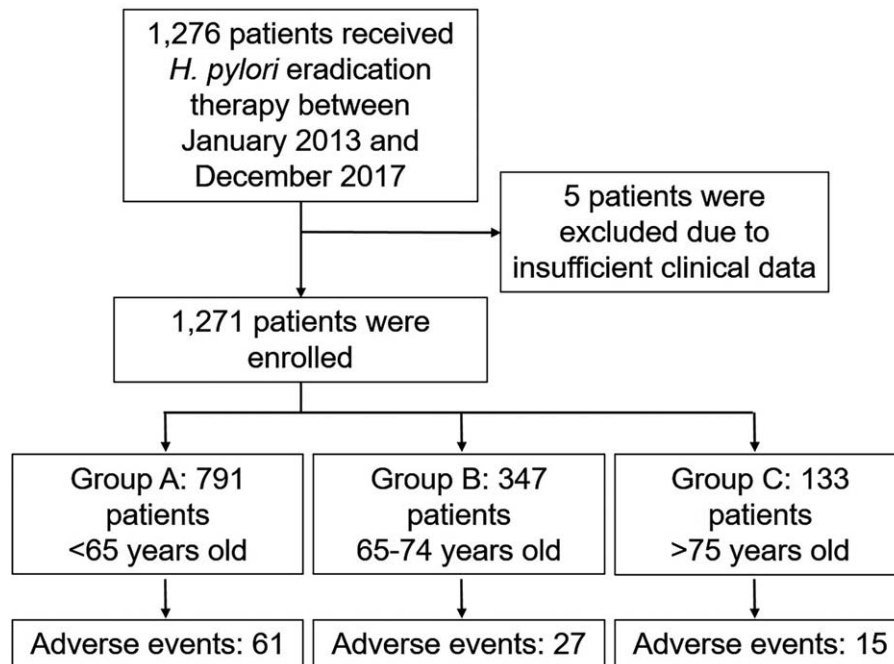 1,276 patients received
H. pylori eradication
therapy between
January 2013 and
December 2017
5 patients were
excluded due to
insufficient clinical data
1,271 patients were
enrolled
Group A: 791
patients
<65 years old
Group B: 347
patients
65-74 years old
Group C: 133
patients
>75 years old
Adverse events: 61
Adverse events: 27
Adverse events: 15